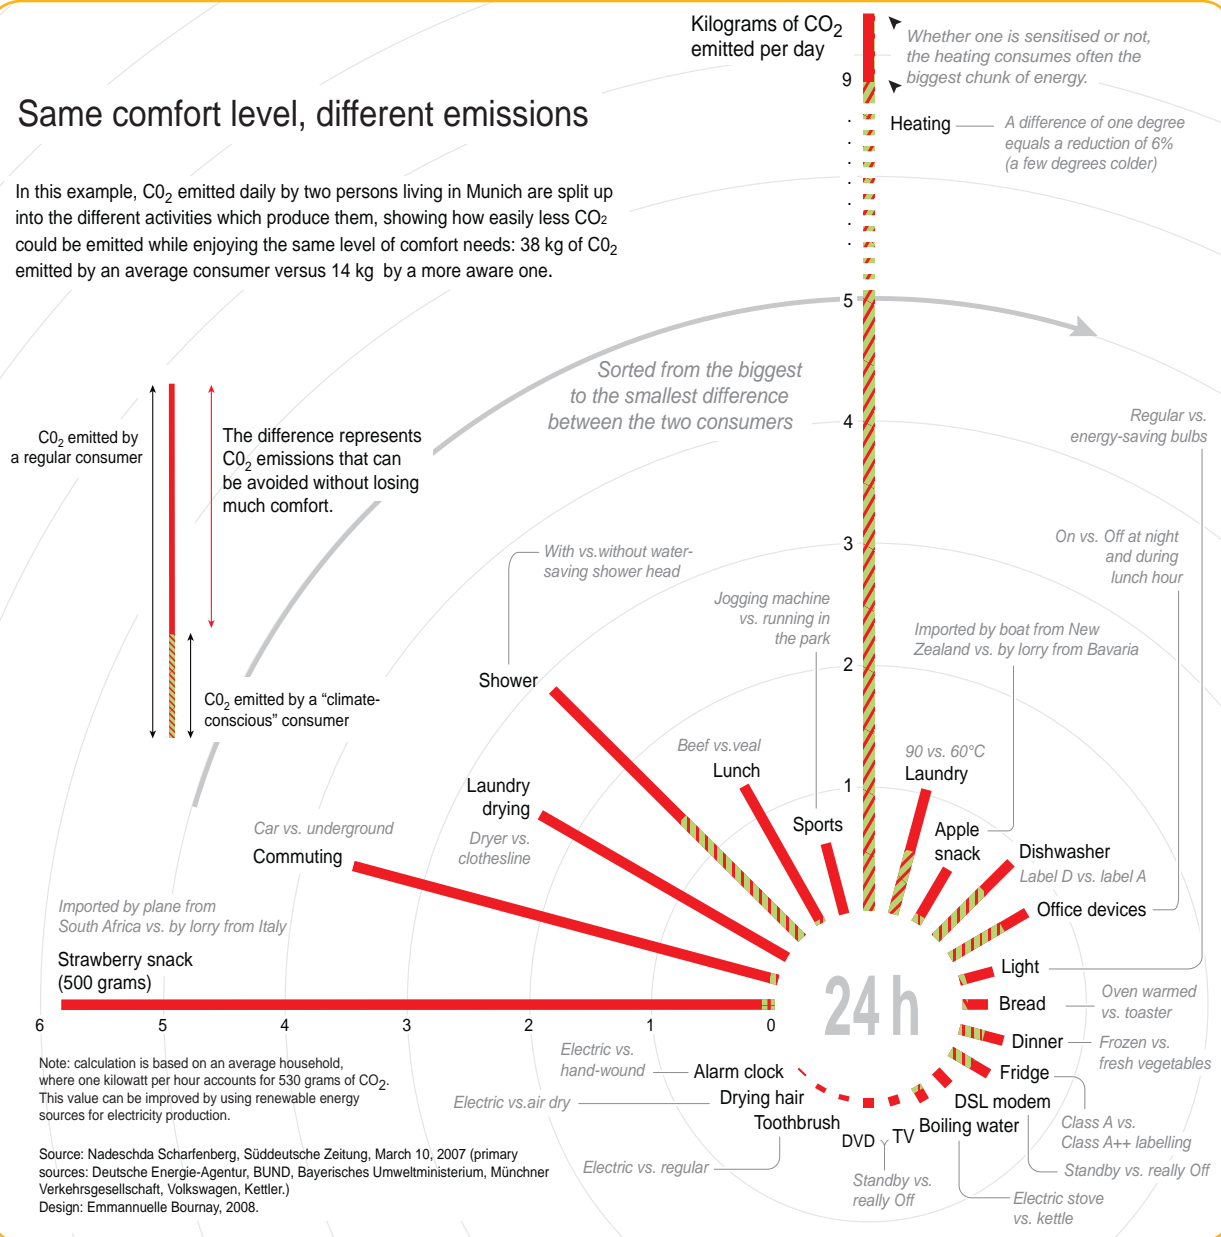 Kilograms of CO2
emitted per day
Whether one is sensitised or not,
the heating consumes often the
biggest chunk of energy.
9
Same comfort level, different emissions
Heating
A difference of one degree
equals a reduction of 6%
(a few degrees colder)
In this example, C02 emitted daily by two persons living in Munich are split up
into the different activities which produce them, showing how easily less CO2
could be emitted while enjoying the same level of comfort needs: 38 kg of C02
emitted by an average consumer versus 14 kg by a more aware one.
5
Sorted from the biggest
to the smallest difference
between the two consumers
4
Regular vs.
energy-saving bulbs
C02 emitted by
a regular consumer
The difference represents
C02 emissions that can
be avoided without losing
much comfort.
C02 emitted by a “climate-
conscious” consumer
3
On vs. Off at night
and during
lunch hour
With vs.without water-
saving shower head
Jogging machine
vs. running in
the park
Imported by boat from New
Zealand vs. by lorry from Bavaria
2
Shower
Beef vs.veal
Lunch
90 vs. 60°C
Laundry
1
Laundry
drying
Dryer vs.
clothesline
Sports
Apple
snack
Car vs. underground
Commuting
Dishwasher
Label D vs. label A
Office devices
Imported by plane from
South Africa vs. by lorry from Italy
Strawberry snack
(500 grams)
Light
24 h
Bread
Oven warmed
vs. toaster
6
5
4
3
2
1
0
Dinner
Frozen vs.
fresh vegetables
Fridge
Class A vs.
Class A++ labelling
DSL modem
Standby vs. really Off
Boiling water
Electric stove
vs. kettle
TV
DVD
Standby vs.
really Off
Electric vs.
hand-wound
Alarm clock
Electric vs.air dry
Drying hair
Toothbrush
Electric vs. regular
Note: calculation is based on an average household,
where one kilowatt per hour accounts for 530 grams of CO2.
This value can be improved by using renewable energy
sources for electricity production.
Source: Nadeschda Scharfenberg, Süddeutsche Zeitung, March 10, 2007 (primary
sources: Deutsche Energie-Agentur, BUND, Bayerisches Umweltministerium, Münchner
Verkehrsgesellschaft, Volkswagen, Kettler.)
Design: Emmannuelle Bournay, 2008.